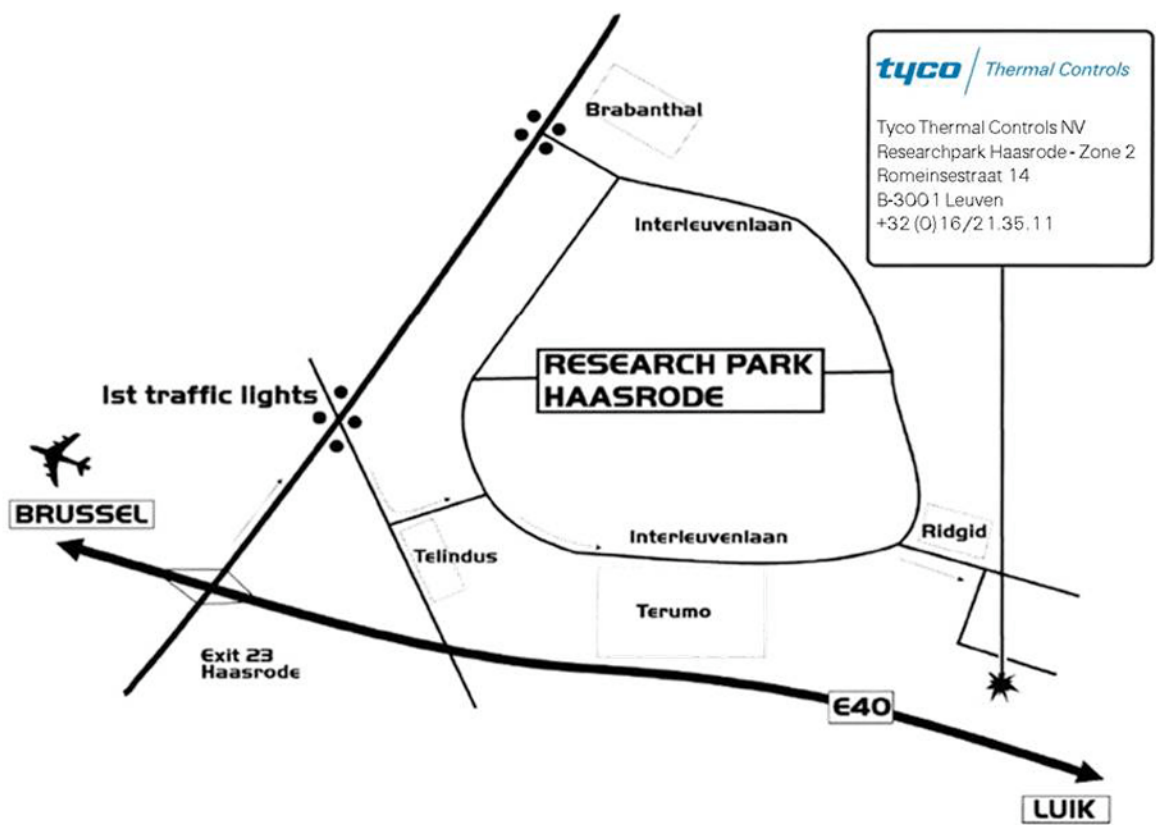 Brabanthal
tyco / Thermal Controls
Tyco Thermal Controls NV
Researchpark Haasrode - Zone 2
Romeinsestraat 14
B-3001 Leuven
+32 (0)16/21.35.11
Interleuvenlaan
RESEARCH PARK
HAASRODE
1st traffic lights
BRUSSEL
Interleuvenlaan
Ridgid
Telindus
Terumo
Exit 23
Haasrode
E40
LUIK